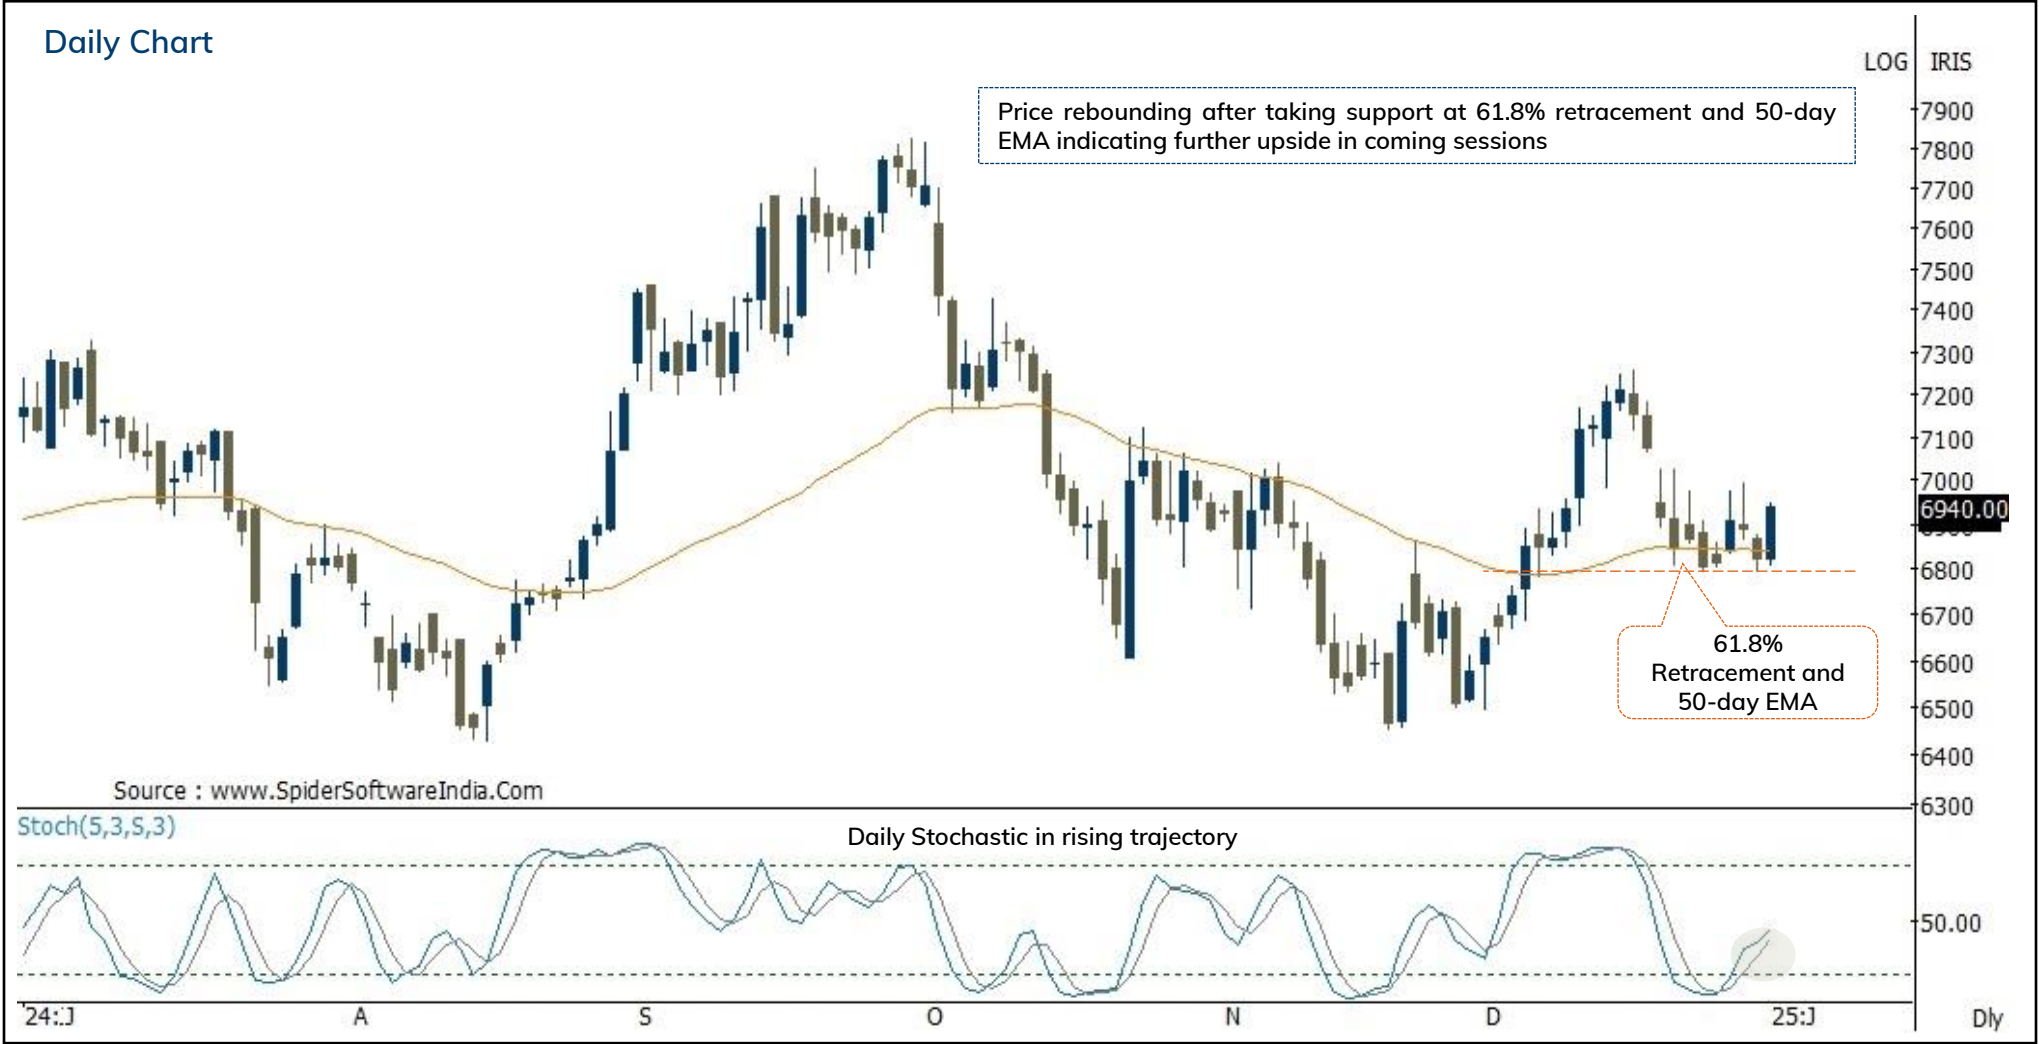 Daily Chart
LOG
IRIS
Price rebounding after taking support at 61.8% retracement and 50-day
EMA indicating further upside in coming sessions
7900
7800
7700
7600
7500
7400
7300
7200
7100
7000
6940.00
6800
6700
6600
6500
6400
6300
61.8%
Retracement and
50-day EMA
Source : www.SpiderSoftwareIndia.Com
Stoch(5,3,S,3)
Daily Stochastic in rising trajectory
50.00
24:J
A
S
O
N
D
25:J
Dly